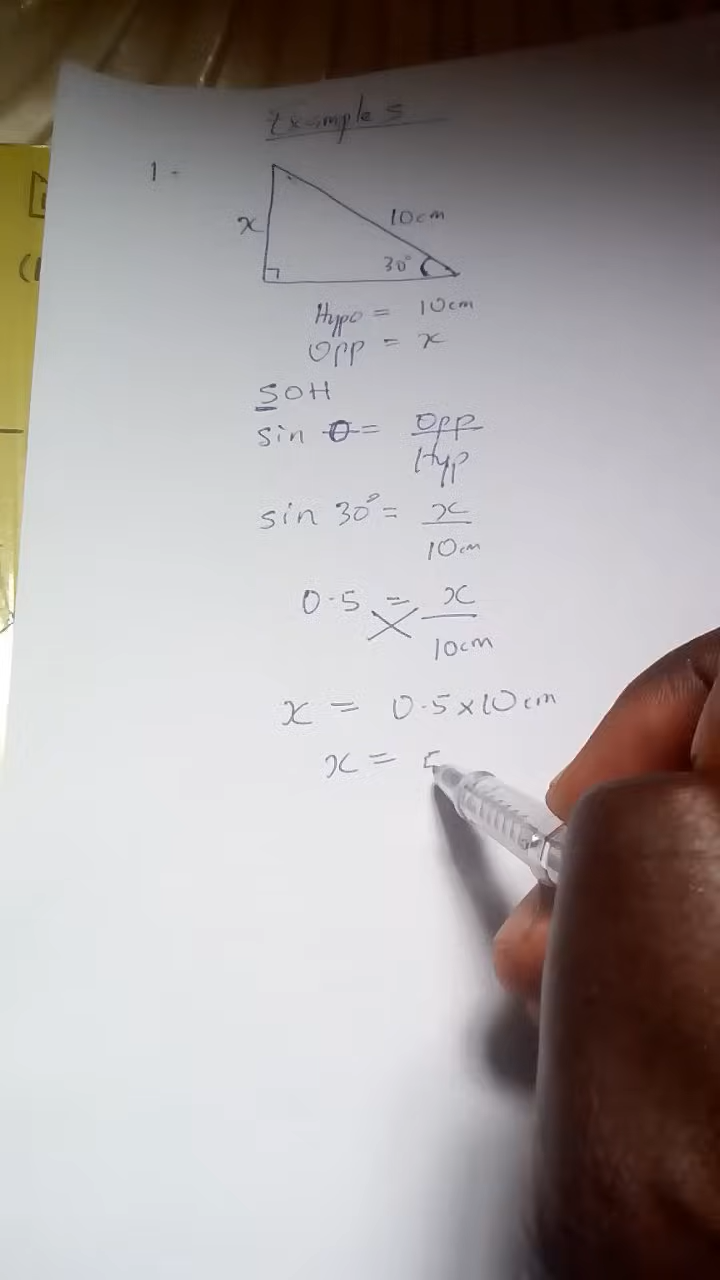 Examples
1.
x
10cm
30°
Hypo = 10cm
Opp = x
SOH
sin θ = Opp/Hyp
sin 30° = x/10cm
0.5 = x/10cm
x = 0.5 × 10cm
x = 5